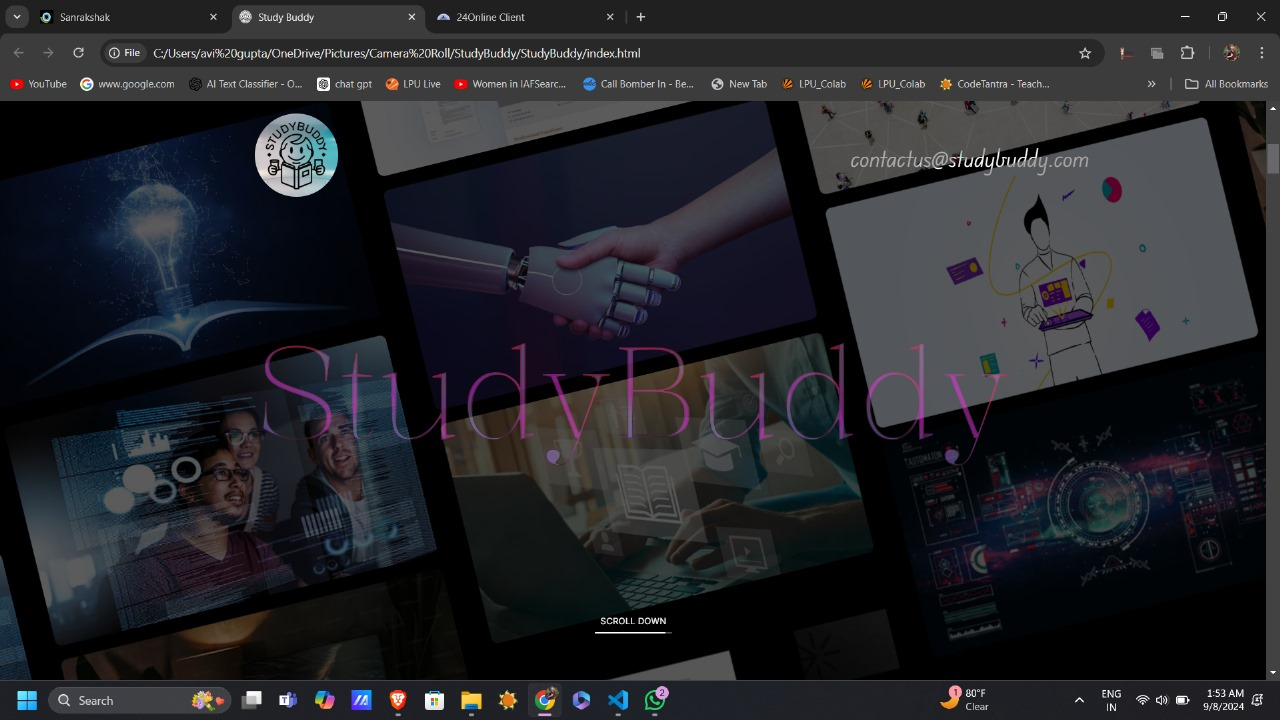 Sanrakshak
Study Buddy
24Online Client
File
C:/Users/avi%20gupta/OneDrive/Pictures/Camera%20Roll/StudyBuddy/StudyBuddy/index.html
YouTube
www.google.com
AI Text Classifier - O...
chat gpt
LPU Live
Women in IAFSearc...
Call Bomber In - Be...
New Tab
LPU_Colab
LPU_Colab
CodeTantra - Teach...
»
All Bookmarks
STUDYBUDDY
contactus@studybuddy.com
StudyBuddy
SCROLL DOWN
Search
2
1
80°F
Clear
ENG
IN
1:53 AM
9/8/2024